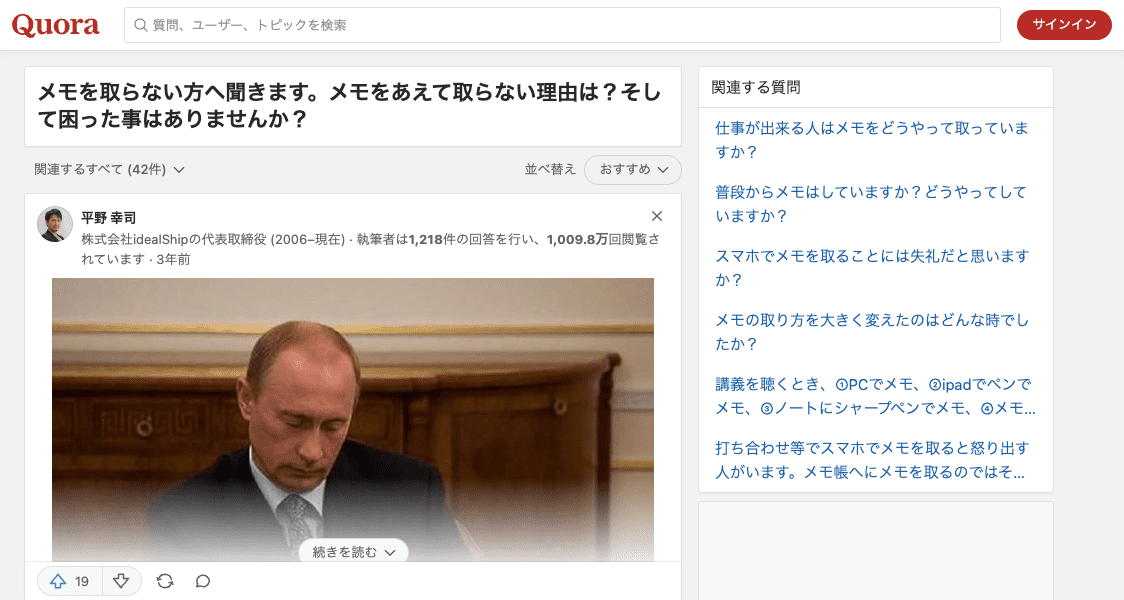 Quora
質問、ユーザー、トピックを検索
サインイン
メモを取らない方へ聞きます。メモをあえて取らない理由は？そし
て困った事はありませんか？
関連するすべて (42件)
並べ替え
おすすめ
平野 幸司
株式会社idealShipの代表取締役 (2006–現在) · 執筆者は1,218件の回答を行い、1,009.8万回閲覧さ
れています · 3年前
続きを読む
19
関連する質問
仕事が出来る人はメモをどうやって取っていま
すか？
普段からメモはしていますか？どうやってして
いますか？
スマホでメモを取ることには失礼だと思います
か？
メモの取り方を大きく変えたのはどんな時でし
たか？
講義を聴くとき、①PCでメモ、②ipadでペンで
メモ、③ノートにシャープペンでメモ、④メモ...
打ち合わせ等でスマホでメモを取ると怒り出す
人がいます。メモ帳へにメモを取るのではそ...